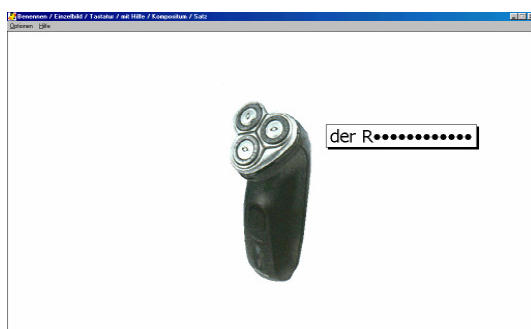 Benennen / Einzelbild / Tastatur / mit Hilfe / Kompositum / Satz
Optionen Hilfe
der R●●●●●●●●●●●●